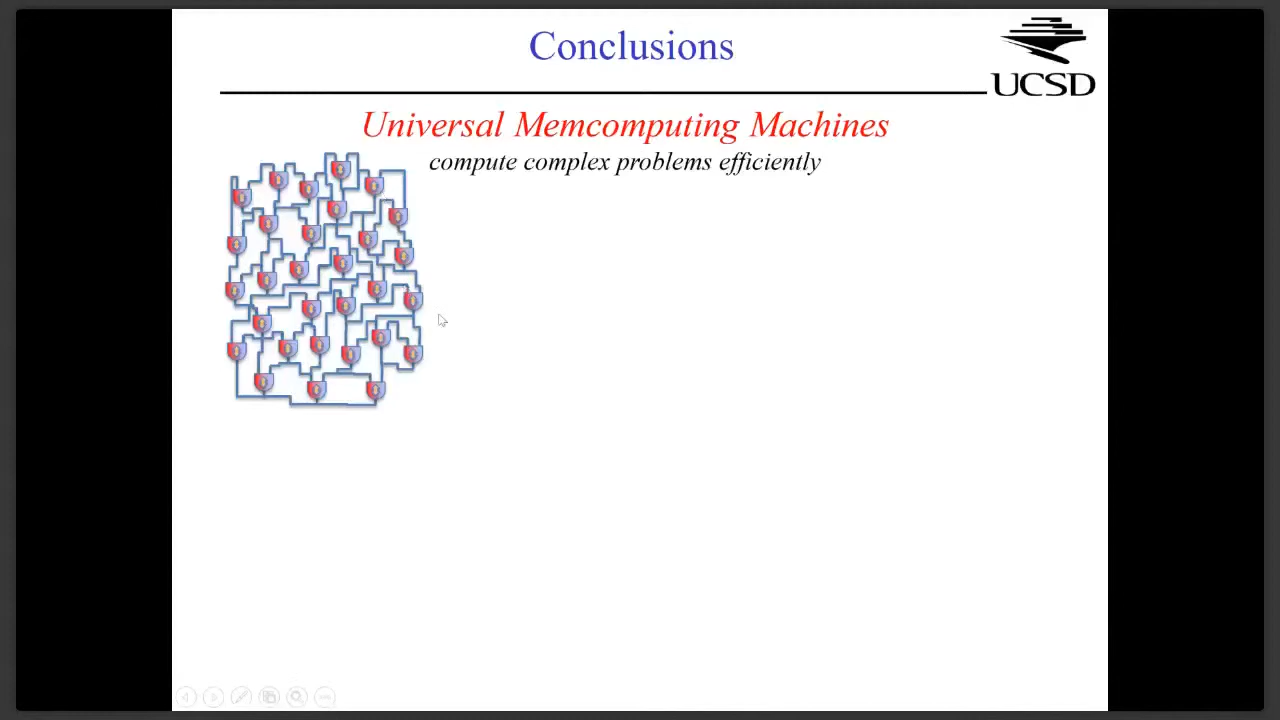 Conclusions
UCSD
Universal Memcomputing Machines
compute complex problems efficiently